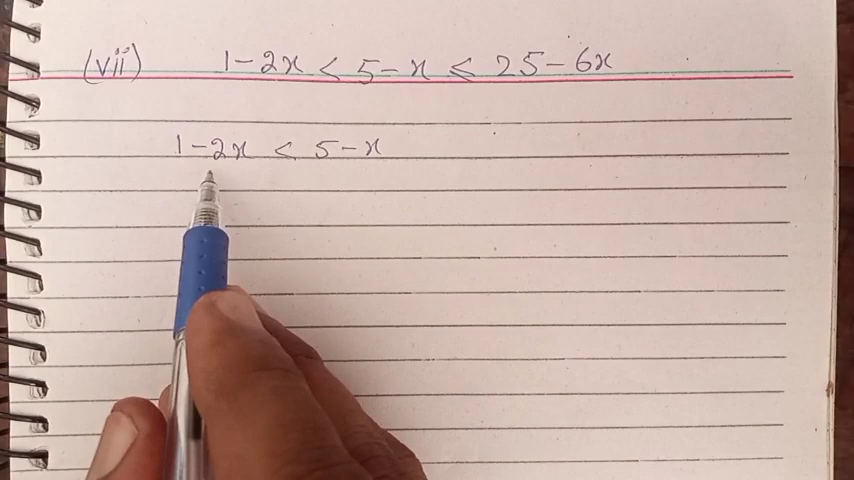 (vii) 1-2x < 5-x ≤ 25-6x
1-2x < 5-x